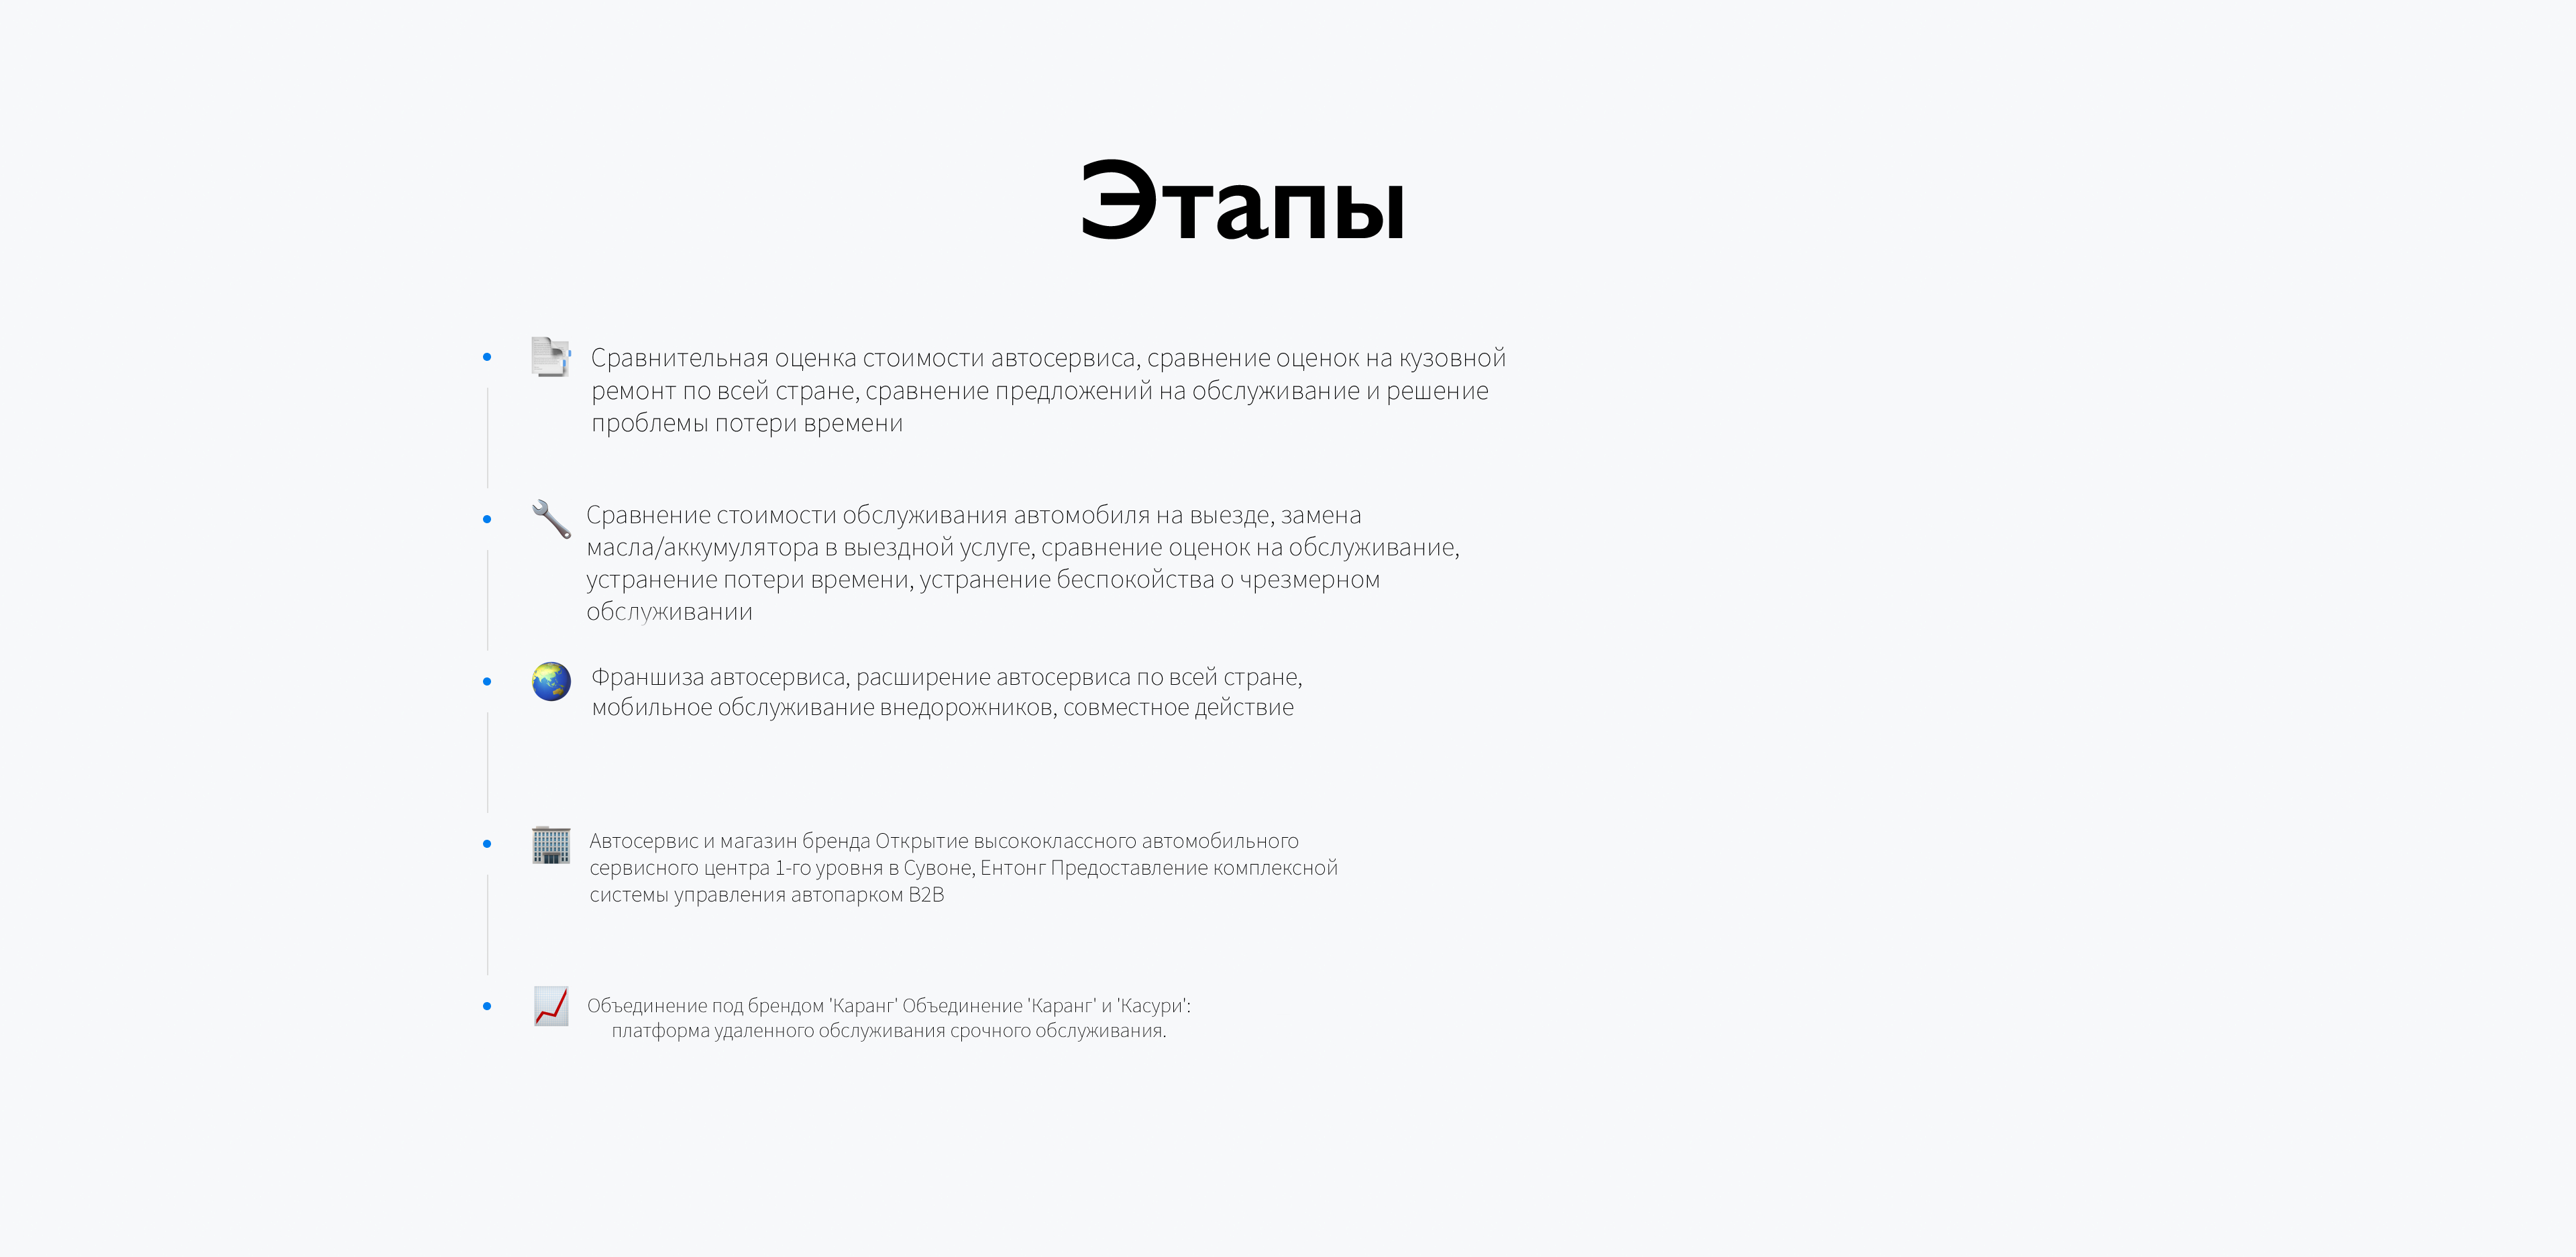 Этапы
Сравнительная оценка стоимости автосервиса, сравнение оценок на кузовной
ремонт по всей стране, сравнение предложений на обслуживание и решение
проблемы потери времени
Сравнение стоимости обслуживания автомобиля на выезде, замена
масла/аккумулятора в выездной услуге, сравнение оценок на обслуживание,
устранение потери времени, устранение беспокойства о чрезмерном
обслуживании
Франшиза автосервиса, расширение автосервиса по всей стране,
мобильное обслуживание внедорожников, совместное действие
Автосервис и магазин бренда Открытие высококлассного автомобильного
сервисного центра 1-го уровня в Сувоне, Ентонг Предоставление комплексной
системы управления автопарком B2B
Объединение под брендом 'Каранг' Объединение 'Каранг' и 'Касури':
платформа удаленного обслуживания срочного обслуживания.